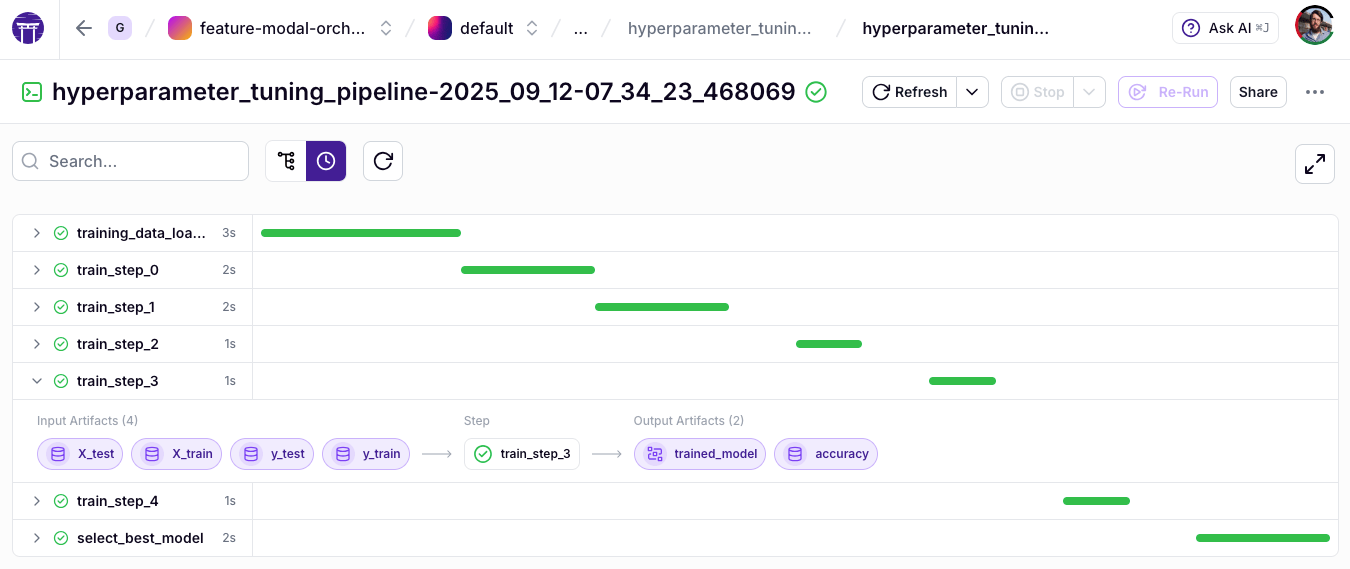 G feature-modal-orch... default ... hyperparameter_tunin... hyperparameter_tunin... Ask AI ⌘J
hyperparameter_tuning_pipeline-2025_09_12-07_34_23_468069 Refresh Stop Re-Run Share
Search...
training_data_loa... 3s
train_step_0 2s
train_step_1 2s
train_step_2 1s
train_step_3 1s
Input Artifacts (4) Step Output Artifacts (2)
X_test X_train y_test y_train train_step_3 trained_model accuracy
train_step_4 1s
select_best_model 2s